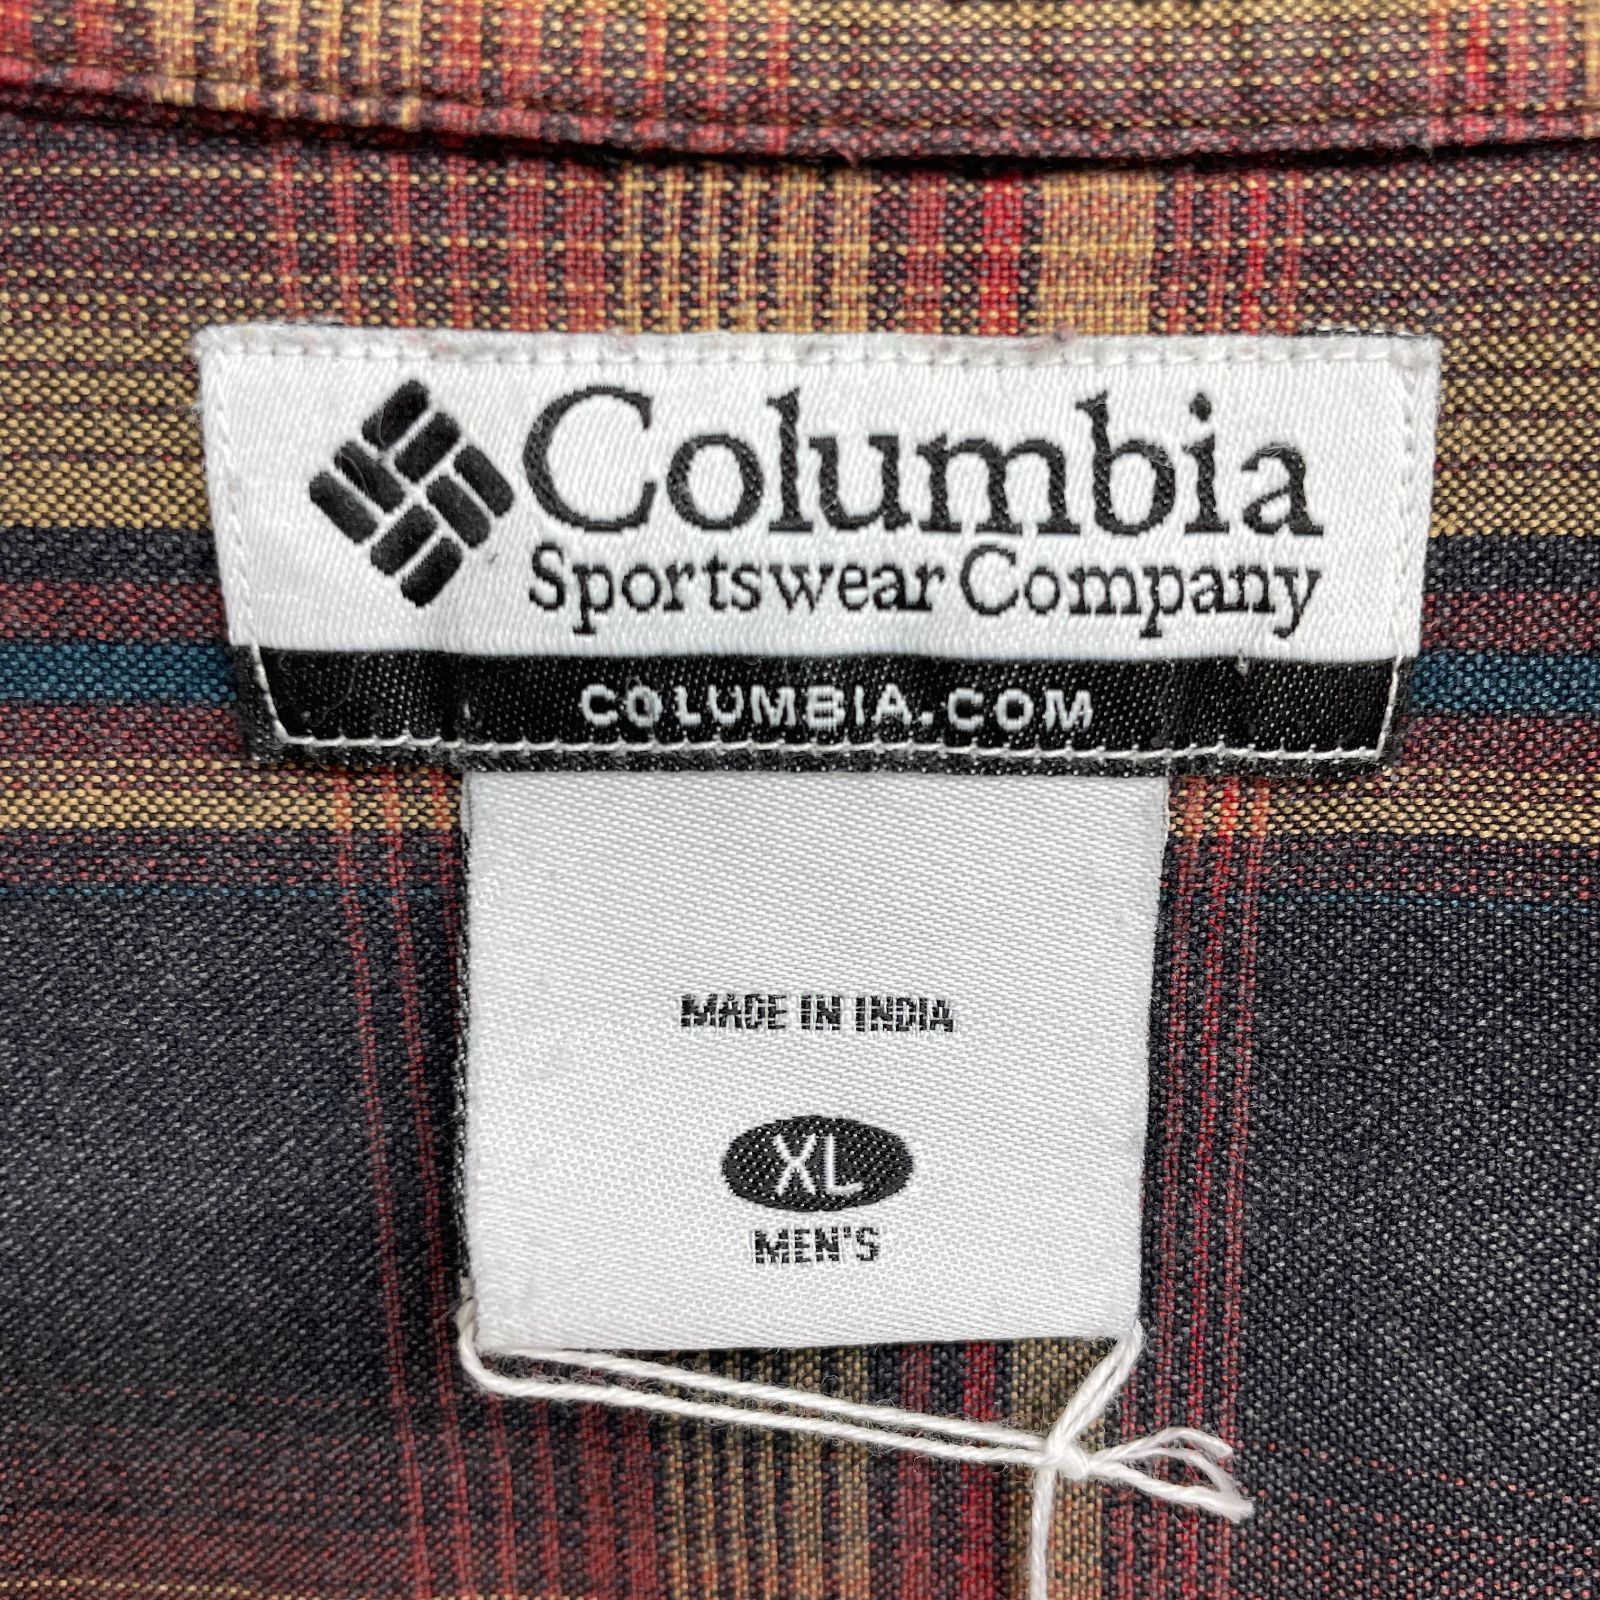 Columbia
Sportswear Company
COLUMBIA.COM
MADE IN INDIA
XL
MEN'S